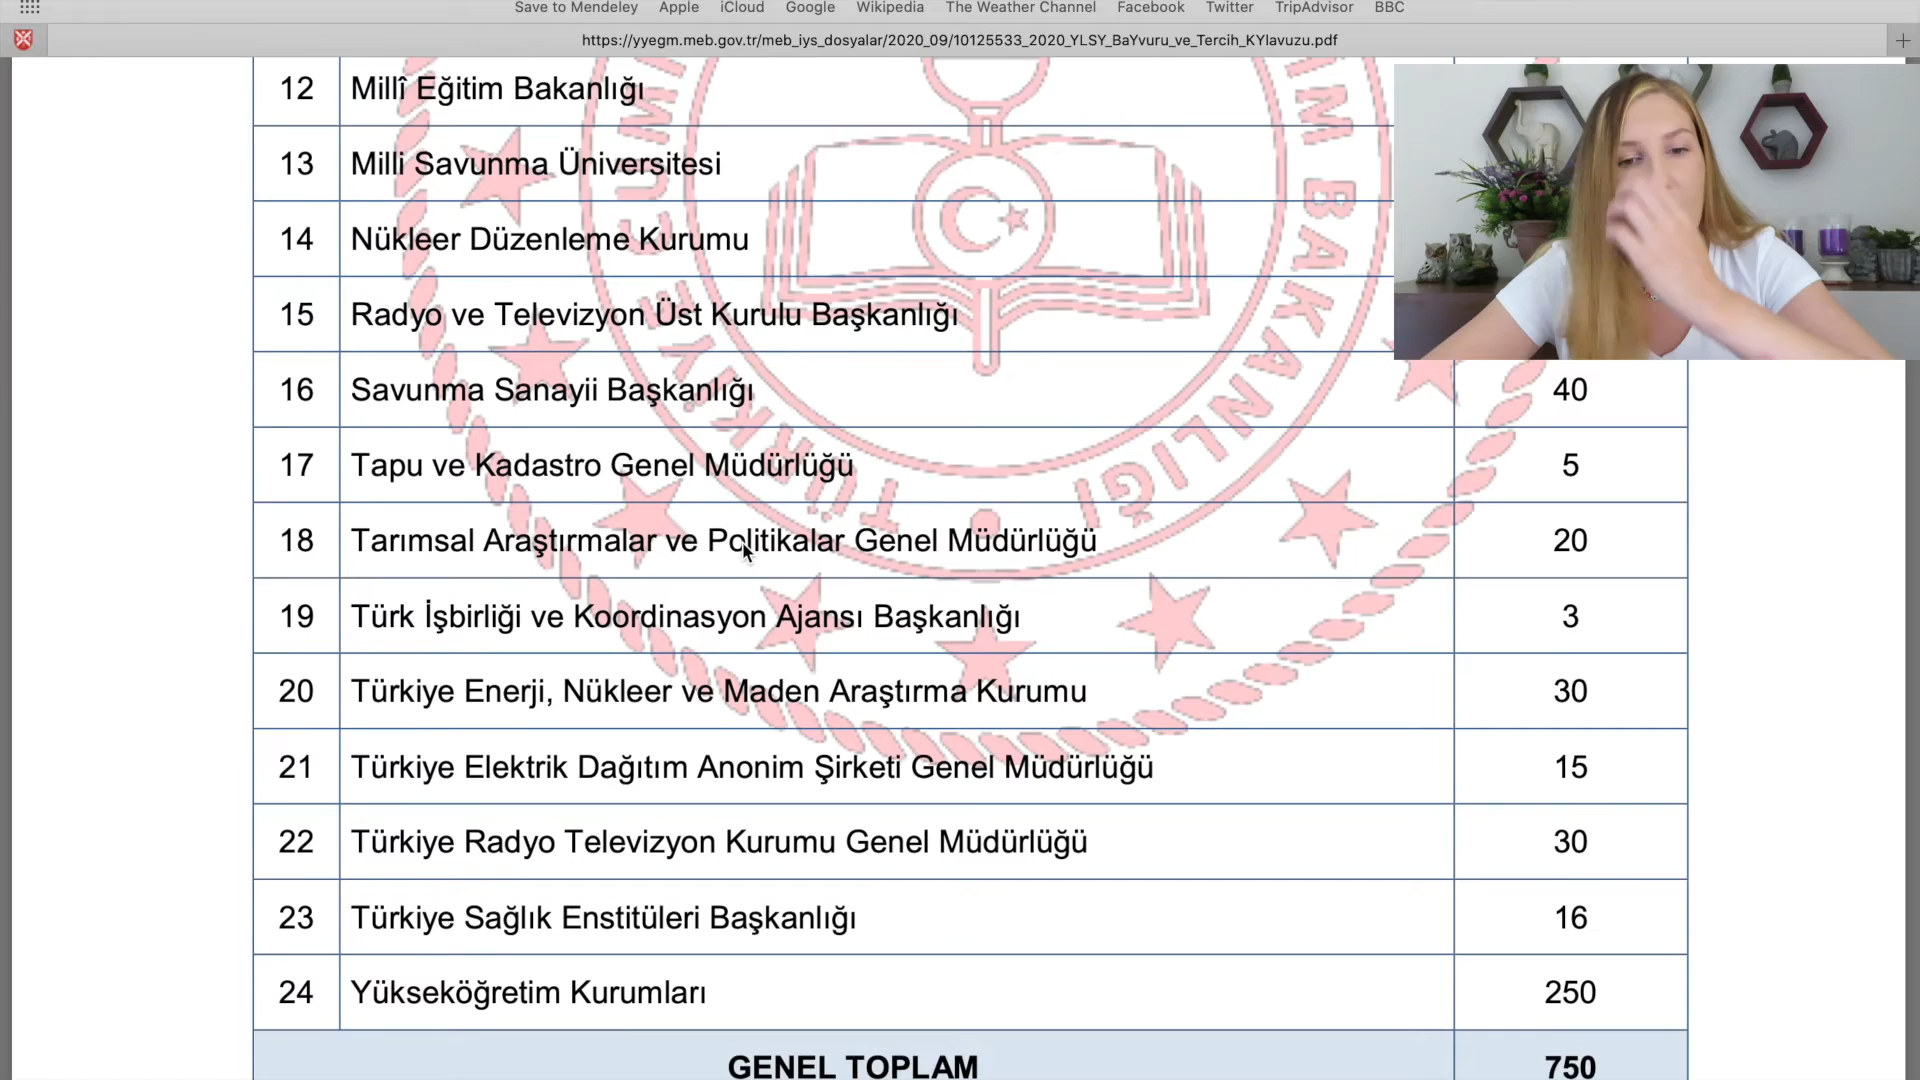 Save to Mendeley Apple iCloud Google Wikipedia The Weather Channel Facebook Twitter TripAdvisor BBC
https://yyegm.meb.gov.tr/meb_iys_dosyalar/2020_09/10125533_2020_YLSY_BaYvuru_ve_Tercih_KYlavuzu.pdf
12 Millî Eğitim Bakanlığı
13 Milli Savunma Üniversitesi
14 Nükleer Düzenleme Kurumu
15 Radyo ve Televizyon Üst Kurulu Başkanlığı
16 Savunma Sanayii Başkanlığı 40
17 Tapu ve Kadastro Genel Müdürlüğü 5
18 Tarımsal Araştırmalar ve Politikalar Genel Müdürlüğü 20
19 Türk İşbirliği ve Koordinasyon Ajansı Başkanlığı 3
20 Türkiye Enerji, Nükleer ve Maden Araştırma Kurumu 30
21 Türkiye Elektrik Dağıtım Anonim Şirketi Genel Müdürlüğü 15
22 Türkiye Radyo Televizyon Kurumu Genel Müdürlüğü 30
23 Türkiye Sağlık Enstitüleri Başkanlığı 16
24 Yükseköğretim Kurumları 250
GENEL TOPLAM 750
TÜRKİYE
BAKANLIĞI